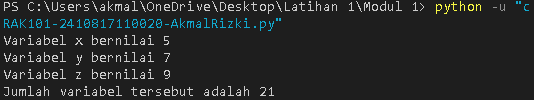 PS C:\Users\akmal\OneDrive\Desktop\Latihan 1\Modul 1> python -u "c
RAK101-2410817110020-AkmalRizki.py"
Variabel x bernilai 5
Variabel y bernilai 7
Variabel z bernilai 9
Jumlah variabel tersebut adalah 21